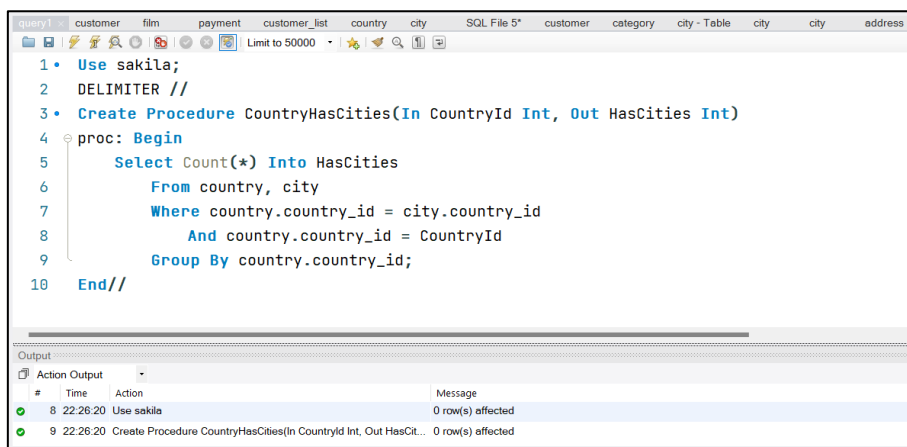 query1 customer film payment customer_list country city SQL File 5* customer category city - Table city city address
Limit to 50000
1 Use sakila;
2 DELIMITER //
3 Create Procedure CountryHasCities(In CountryId Int, Out HasCities Int)
4 proc: Begin
5 Select Count(*) Into HasCities
6 From country, city
7 Where country.country_id = city.country_id
8 And country.country_id = CountryId
9 Group By country.country_id;
10 End//
Output
Action Output
# Time Action Message
8 22:26:20 Use sakila 0 row(s) affected
9 22:26:20 Create Procedure CountryHasCities(In CountryId Int, Out HasCit... 0 row(s) affected